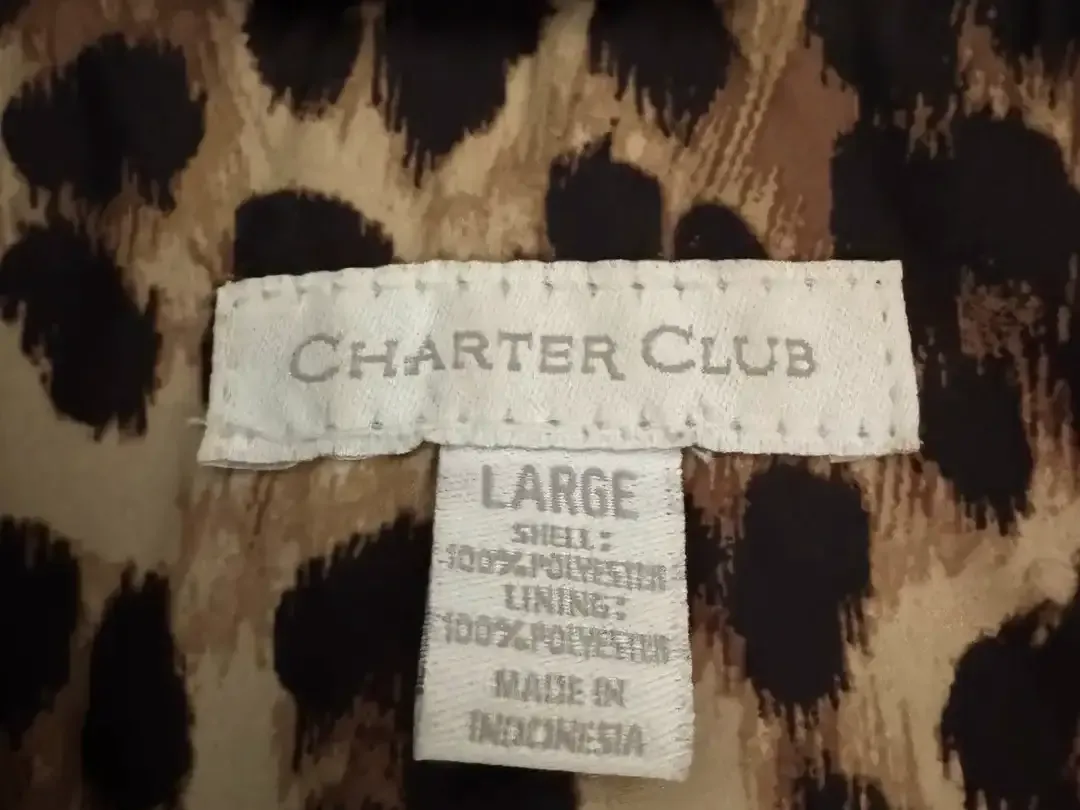 CHARTER CLUB
LARGE
SHELL:
100% POLYESTER
LINING:
100% POLYESTER
MADE IN
INDONESIA